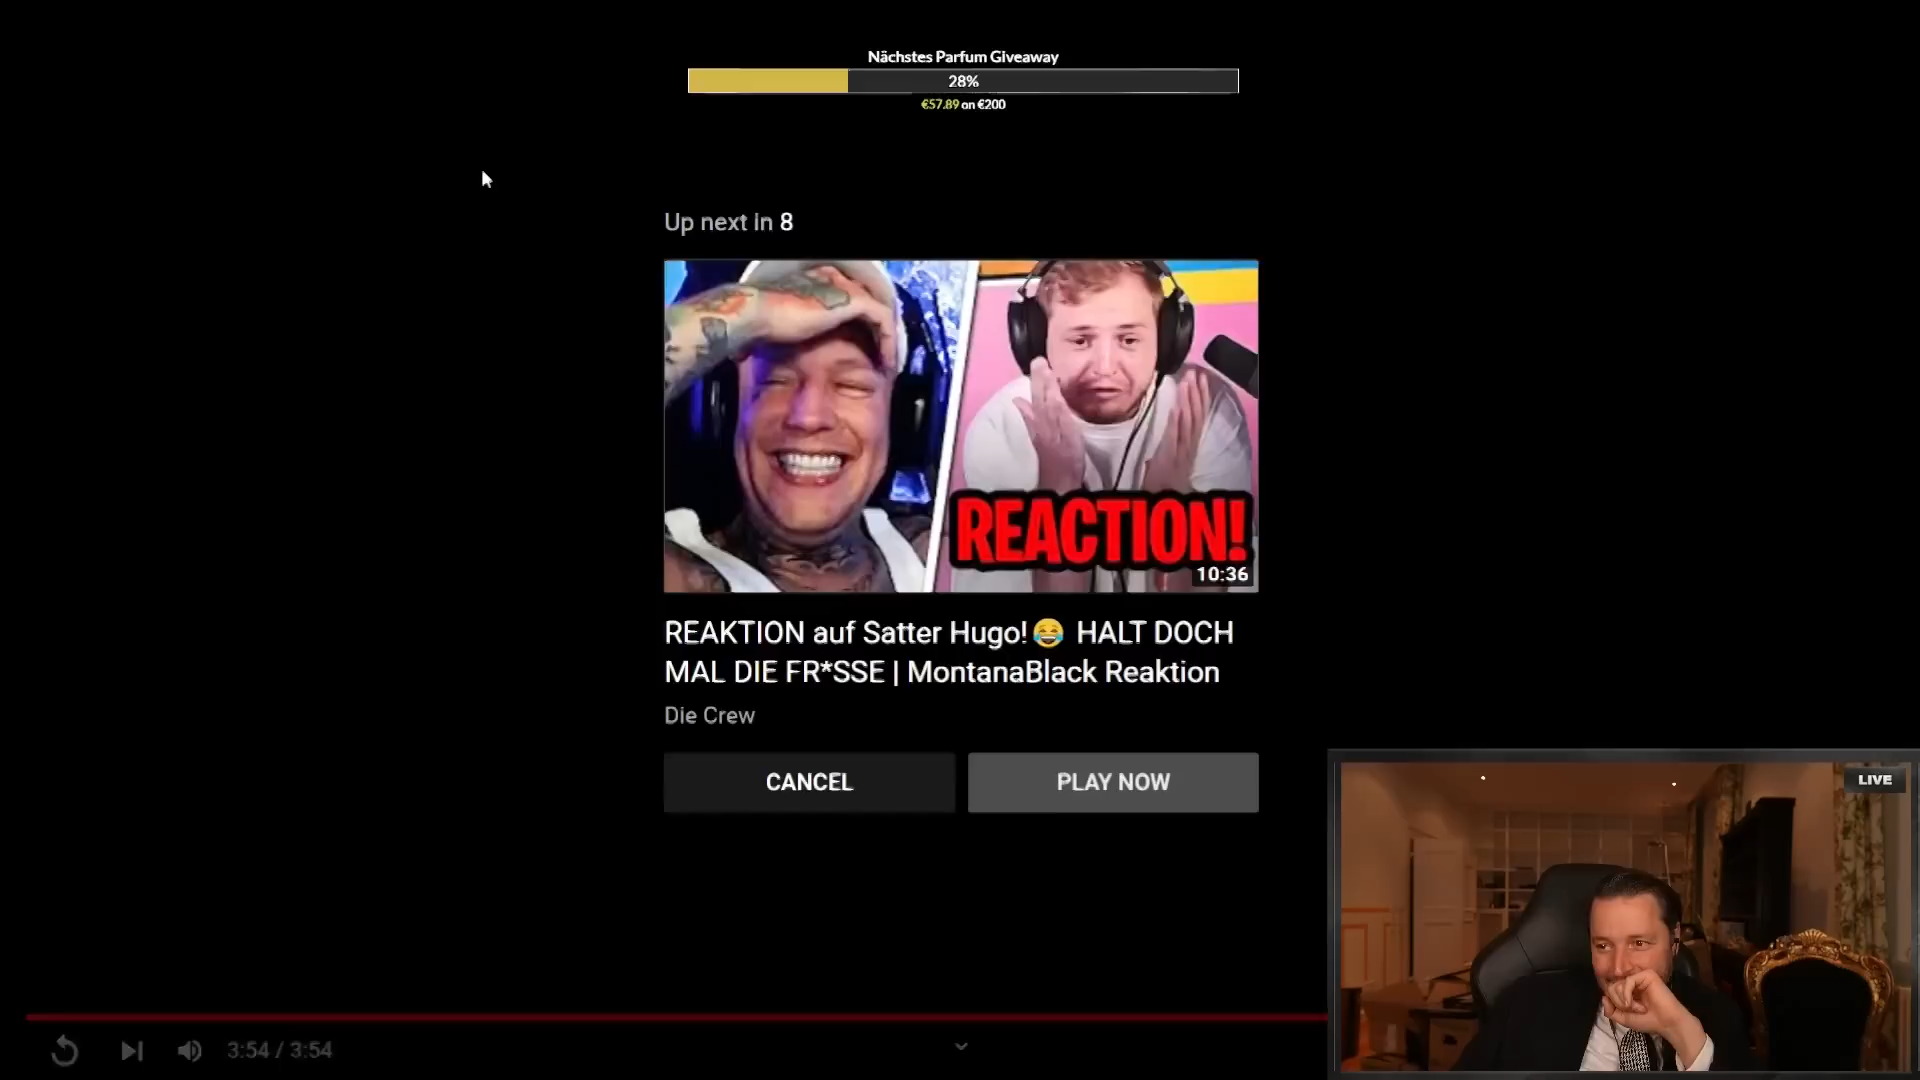 Nächstes Parfum Giveaway
28%
€57.89 on €200
Up next in 8
REACTION!
10:36
REAKTION auf Satter Hugo!😂 HALT DOCH
MAL DIE FR*SSE | MontanaBlack Reaktion
Die Crew
CANCEL
PLAY NOW
LIVE
3:54 / 3:54